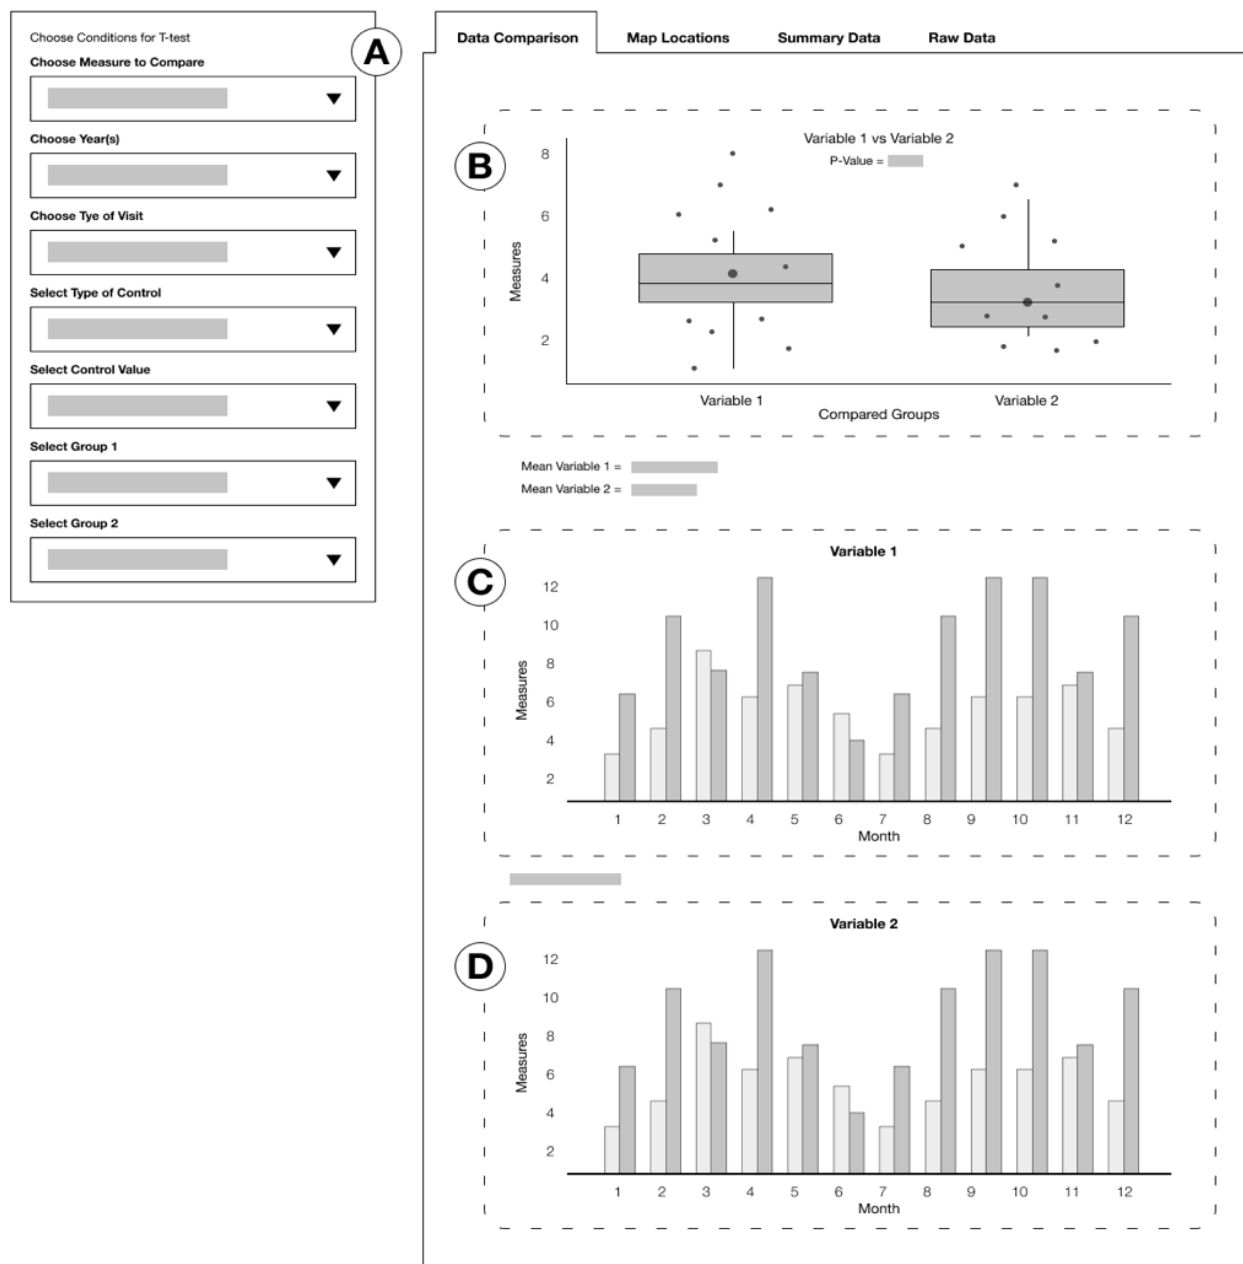 Choose Conditions for T-test
A
Choose Measure to Compare
Choose Year(s)
Choose Tye of Visit
Select Type of Control
Select Control Value
Select Group 1
Select Group 2
Data Comparison Map Locations Summary Data Raw Data
B
Variable 1 vs Variable 2
P-Value =
8
6
4
2
Measures
Variable 1 Variable 2
Compared Groups
Mean Variable 1 =
Mean Variable 2 =
C
Variable 1
12
10
8
6
4
2
Measures
1 2 3 4 5 6 7 8 9 10 11 12
Month
D
Variable 2
12
10
8
6
4
2
Measures
1 2 3 4 5 6 7 8 9 10 11 12
Month